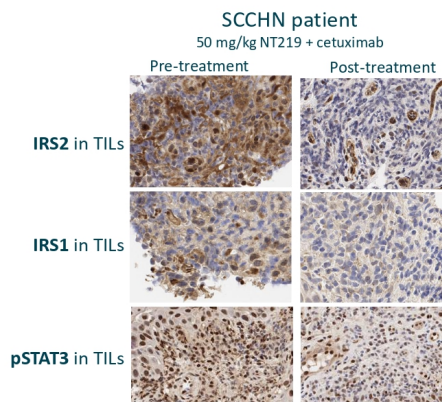 SCCHN patient
50 mg/kg NT219 + cetuximab
Pre-treatment
Post-treatment
IRS2 in TILs
IRS1 in TILs
pSTAT3 in TILs